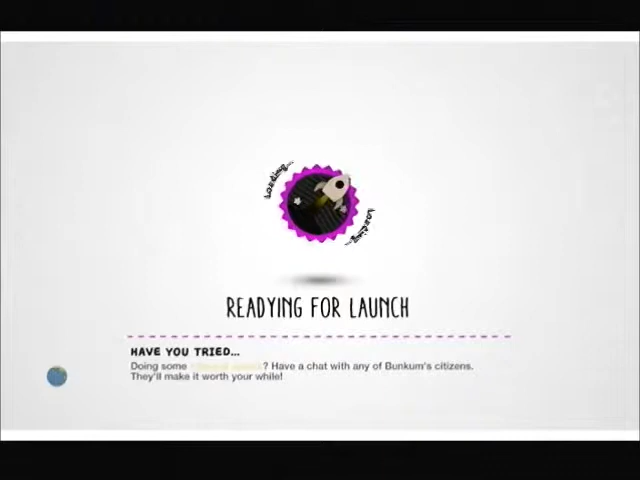 Loading...
Loading...
READYING FOR LAUNCH
HAVE YOU TRIED...
Doing some ? Have a chat with any of Bunkum's citizens.
They'll make it worth your while!